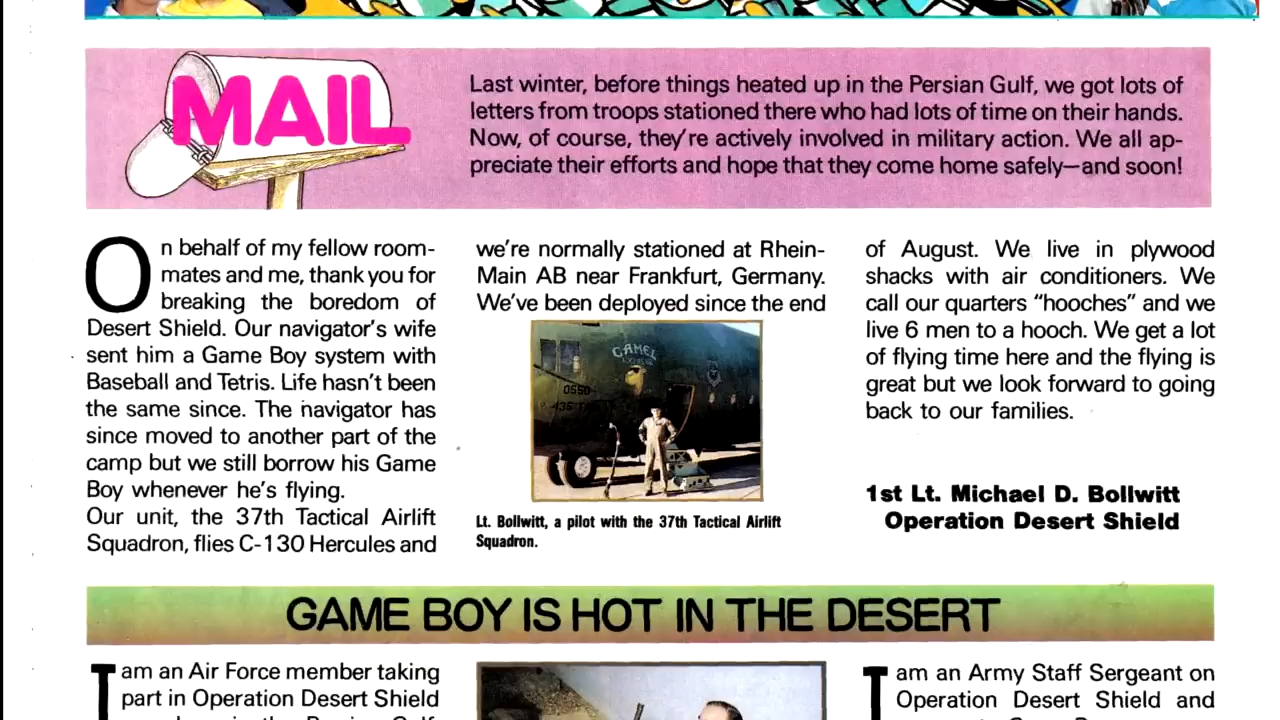 MAIL
Last winter, before things heated up in the Persian Gulf, we got lots of
letters from troops stationed there who had lots of time on their hands.
Now, of course, they're actively involved in military action. We all ap-
preciate their efforts and hope that they come home safely—and soon!
On behalf of my fellow room-
mates and me, thank you for
breaking the boredom of
Desert Shield. Our navigator's wife
sent him a Game Boy system with
Baseball and Tetris. Life hasn't been
the same since. The navigator has
since moved to another part of the
camp but we still borrow his Game
Boy whenever he's flying.
Our unit, the 37th Tactical Airlift
Squadron, flies C-130 Hercules and
we're normally stationed at Rhein-
Main AB near Frankfurt, Germany.
We've been deployed since the end
CAMEL
0550
Lt. Bollwitt, a pilot with the 37th Tactical Airlift
Squadron.
of August. We live in plywood
shacks with air conditioners. We
call our quarters "hooches" and we
live 6 men to a hooch. We get a lot
of flying time here and the flying is
great but we look forward to going
back to our families.
1st Lt. Michael D. Bollwitt
Operation Desert Shield
GAME BOY IS HOT IN THE DESERT
I am an Air Force member taking
part in Operation Desert Shield
I am an Army Staff Sergeant on
Operation Desert Shield and